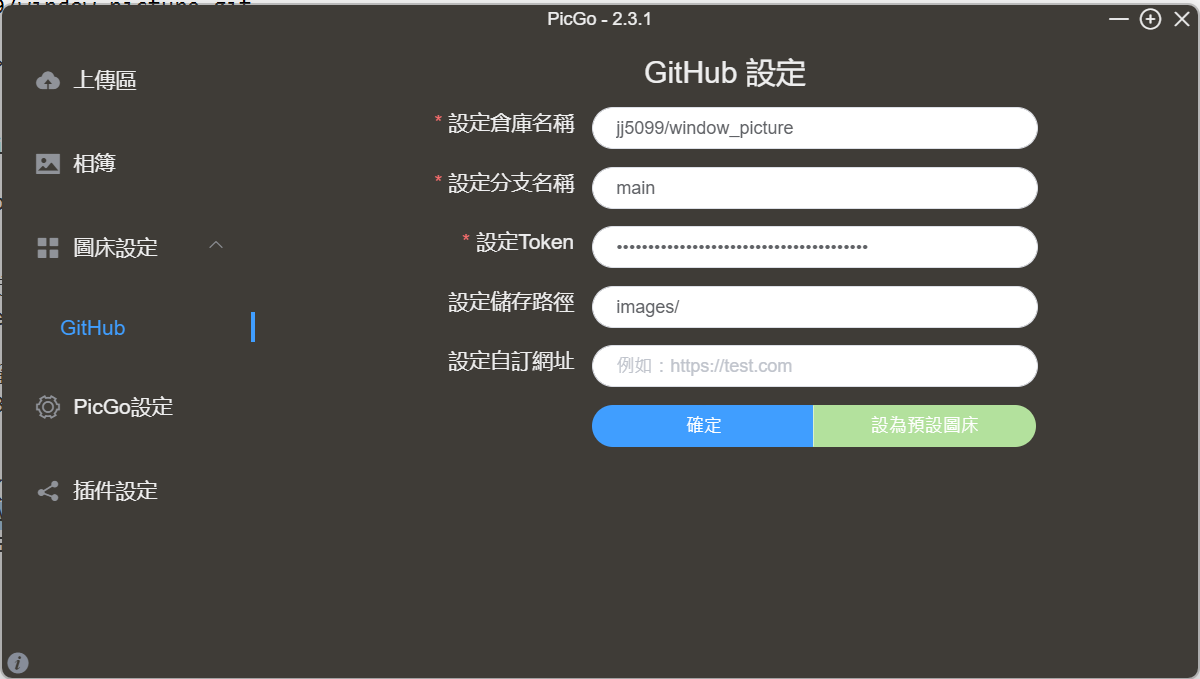 PicGo - 2.3.1
上傳區
相簿
圖床設定
GitHub
PicGo設定
插件設定
GitHub 設定
* 設定倉庫名稱
jj5099/window_picture
* 設定分支名稱
main
* 設定Token
設定儲存路徑
images/
設定自訂網址
例如：https://test.com
確定
設為預設圖床